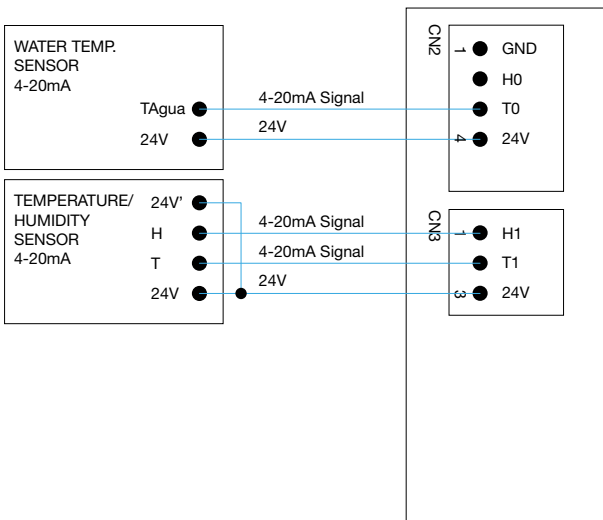 WATER TEMP.
SENSOR
4-20mA
TAgua
24V
4-20mA Signal
24V
CN2
1
GND
H0
T0
4
24V
TEMPERATURE/
HUMIDITY
SENSOR
4-20mA
24V'
H
T
24V
4-20mA Signal
4-20mA Signal
24V
CN3
1
H1
T1
3
24V